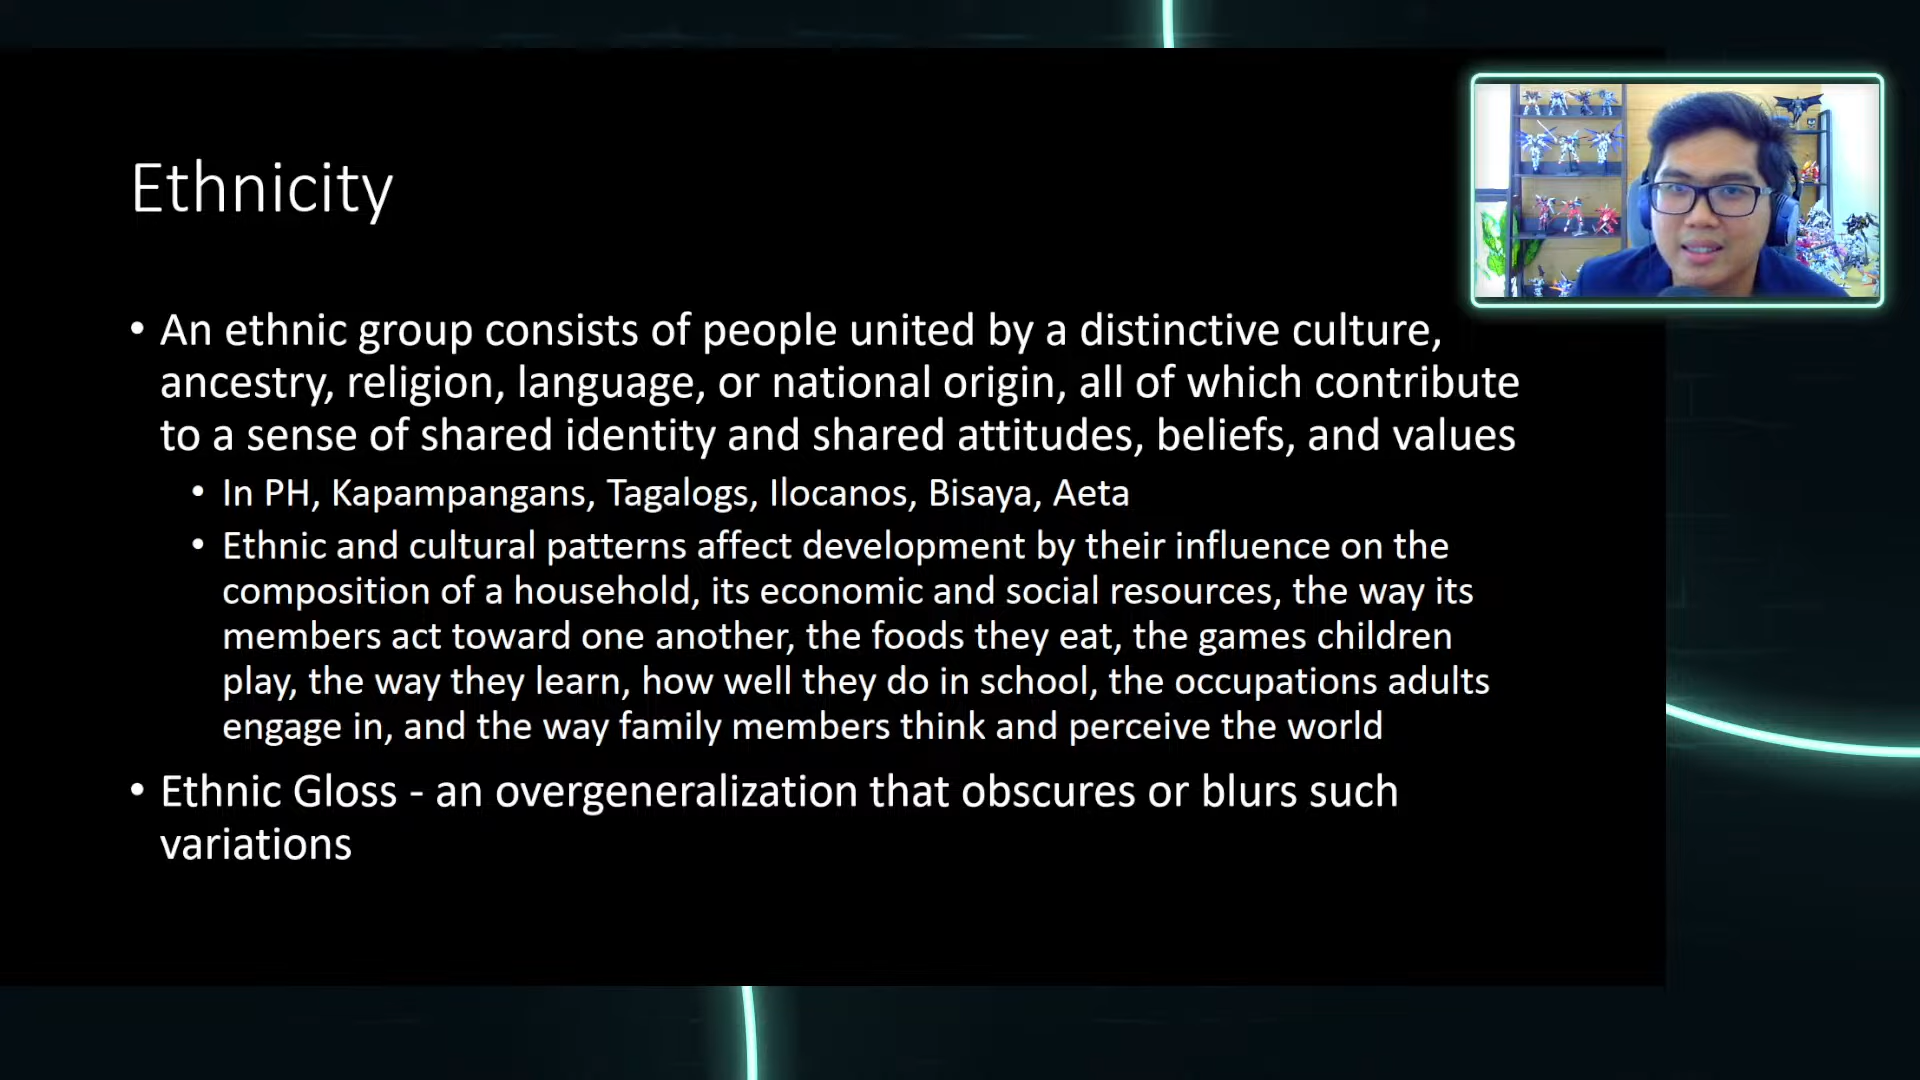 Ethnicity
• An ethnic group consists of people united by a distinctive culture,
ancestry, religion, language, or national origin, all of which contribute
to a sense of shared identity and shared attitudes, beliefs, and values
• In PH, Kapampangans, Tagalogs, Ilocanos, Bisaya, Aeta
• Ethnic and cultural patterns affect development by their influence on the
composition of a household, its economic and social resources, the way its
members act toward one another, the foods they eat, the games children
play, the way they learn, how well they do in school, the occupations adults
engage in, and the way family members think and perceive the world
• Ethnic Gloss - an overgeneralization that obscures or blurs such
variations